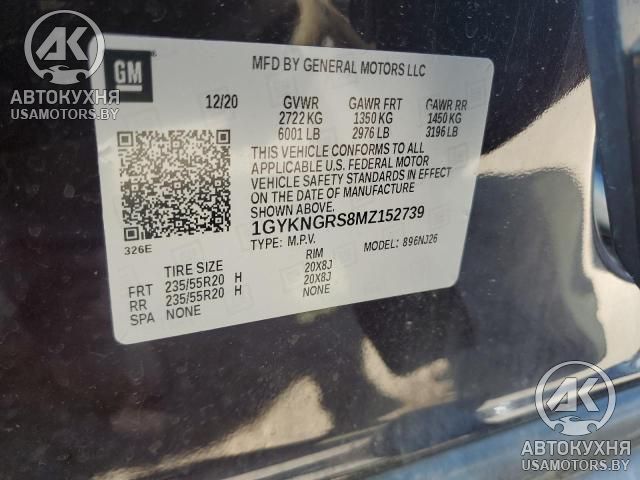 AK
АВТОКУХНЯ
USAMOTORS.BY
GM
MFD BY GENERAL MOTORS LLC
12/20 GVWR GAWR FRT GAWR RR
2722 KG 1350 KG 1450 KG
6001 LB 2976 LB 3196 LB
THIS VEHICLE CONFORMS TO ALL
APPLICABLE U.S. FEDERAL MOTOR
VEHICLE SAFETY STANDARDS IN EFFECT
ON THE DATE OF MANUFACTURE
SHOWN ABOVE.
1GYKNGRS8MZ152739
326E
TYPE: M.P.V. MODEL: 896NJ26
TIRE SIZE RIM
FRT 235/55R20 H 20X8J
RR 235/55R20 H 20X8J
SPA NONE NONE
AK
АВТОКУХНЯ
USAMOTORS.BY